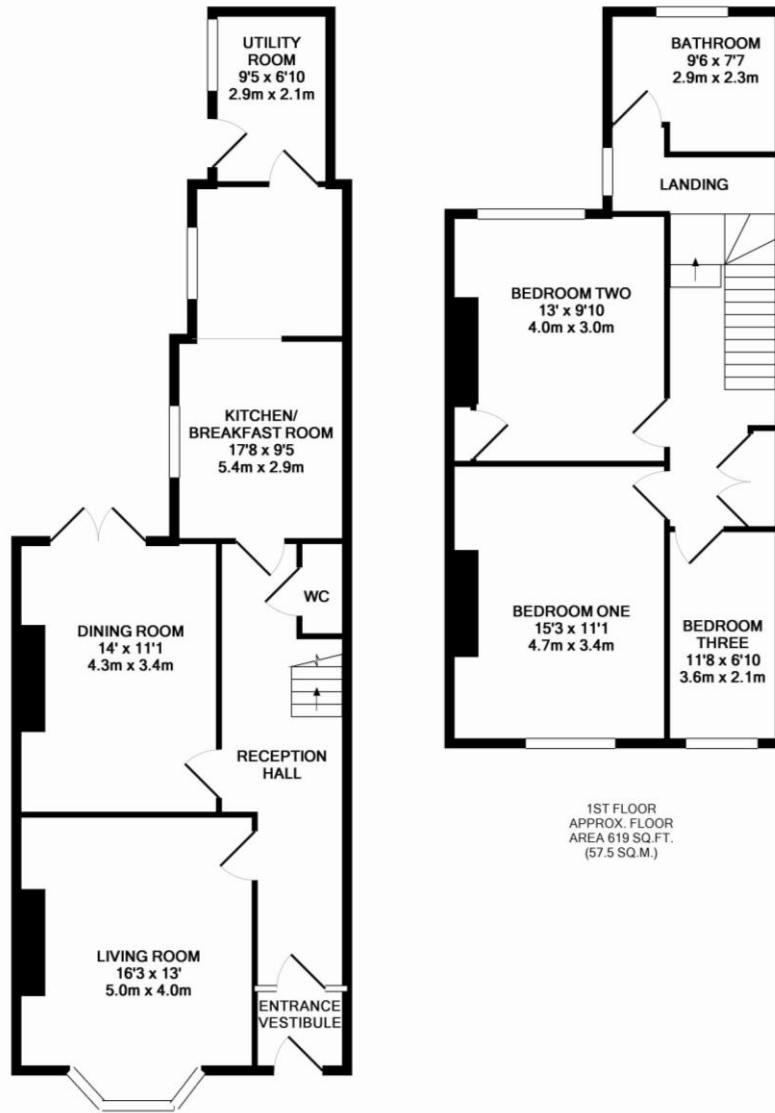 UTILITY
ROOM
9'5 x 6'10
2.9m x 2.1m
KITCHEN/
BREAKFAST ROOM
17'8 x 9'5
5.4m x 2.9m
WC
DINING ROOM
14' x 11'1
4.3m x 3.4m
RECEPTION
HALL
LIVING ROOM
16'3 x 13'
5.0m x 4.0m
ENTRANCE
VESTIBULE
BATHROOM
9'6 x 7'7
2.9m x 2.3m
LANDING
BEDROOM TWO
13' x 9'10
4.0m x 3.0m
BEDROOM ONE
15'3 x 11'1
4.7m x 3.4m
BEDROOM
THREE
11'8 x 6'10
3.6m x 2.1m
1ST FLOOR
APPROX. FLOOR
AREA 619 SQ.FT.
(57.5 SQ.M.)